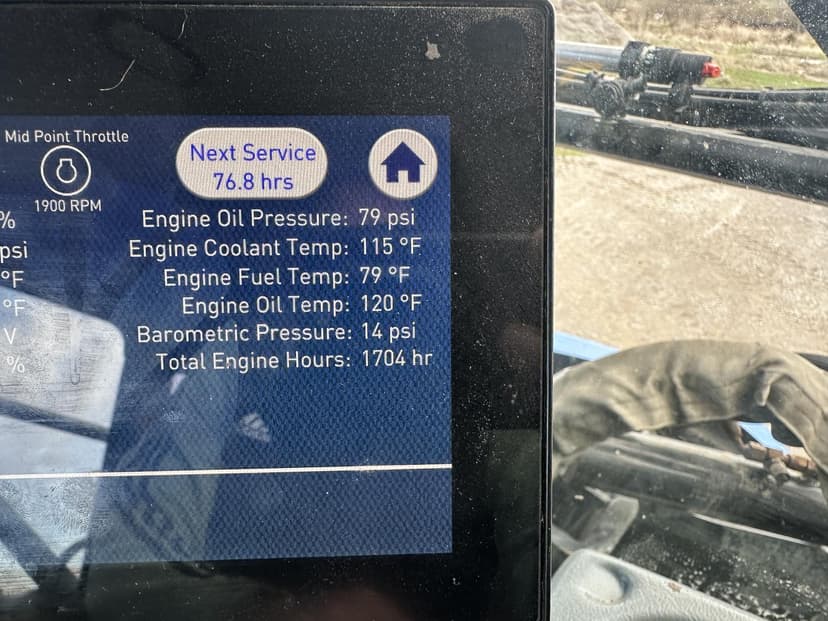 Mid Point Throttle
1900 RPM
Next Service
76.8 hrs
% Engine Oil Pressure: 79 psi
psi Engine Coolant Temp: 115 °F
°F Engine Fuel Temp: 79 °F
°F Engine Oil Temp: 120 °F
V Barometric Pressure: 14 psi
% Total Engine Hours: 1704 hr